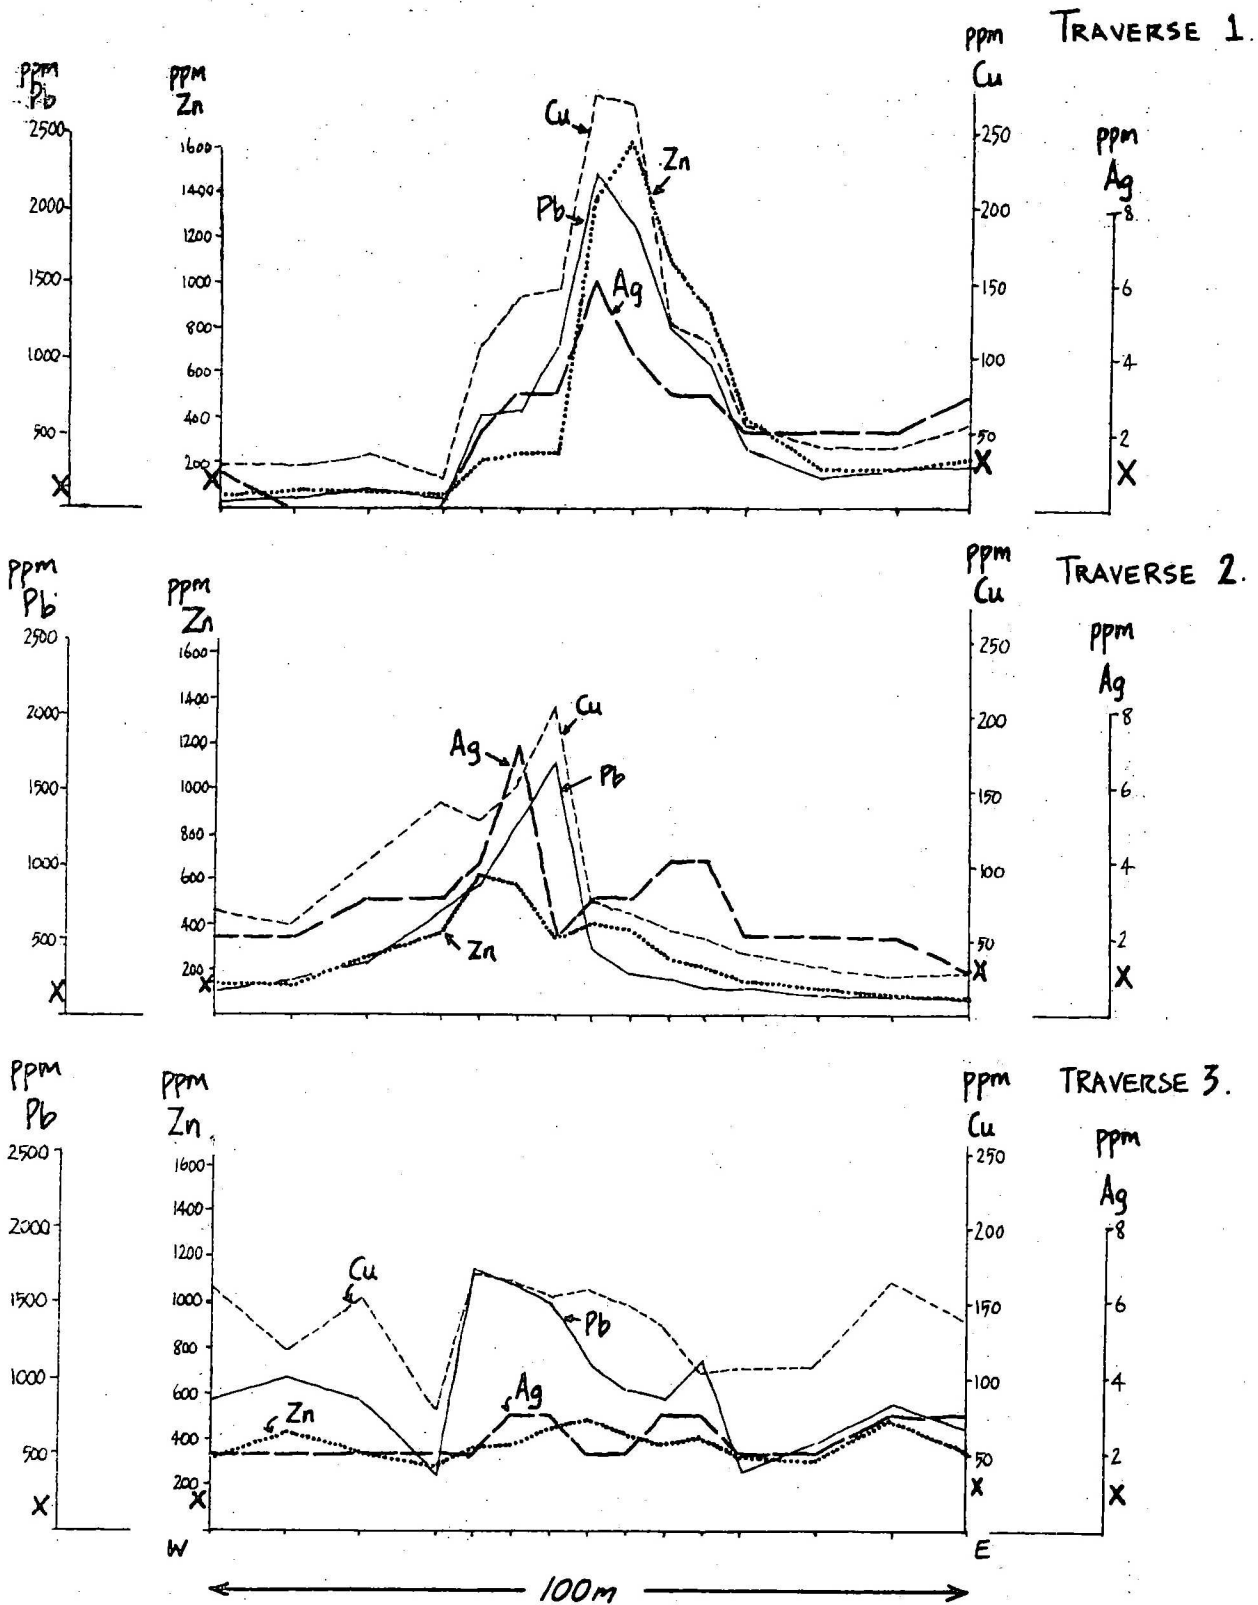 TRAVERSE 1.
ppm
Pb
ppm
Zn
ppm
Cu
ppm
Ag
2500
2000
1500
1000
500
X
1600
1400
1200
1000
800
600
400
200
X
Cu
Zn
Pb
Ag
250
200
150
100
50
X
8
6
4
2
X
TRAVERSE 2.
ppm
Pb
ppm
Zn
ppm
Cu
ppm
Ag
2500
2000
1500
1000
500
X
1600
1400
1200
1000
800
600
400
200
X
Ag
Cu
Pb
Zn
250
200
150
100
50
X
8
6
4
2
X
TRAVERSE 3.
ppm
Pb
ppm
Zn
ppm
Cu
ppm
Ag
2500
2000
1500
1000
500
X
1600
1400
1200
1000
800
600
400
200
X
Cu
Pb
Ag
Zn
250
200
150
100
50
X
8
6
4
2
X
W
E
100m